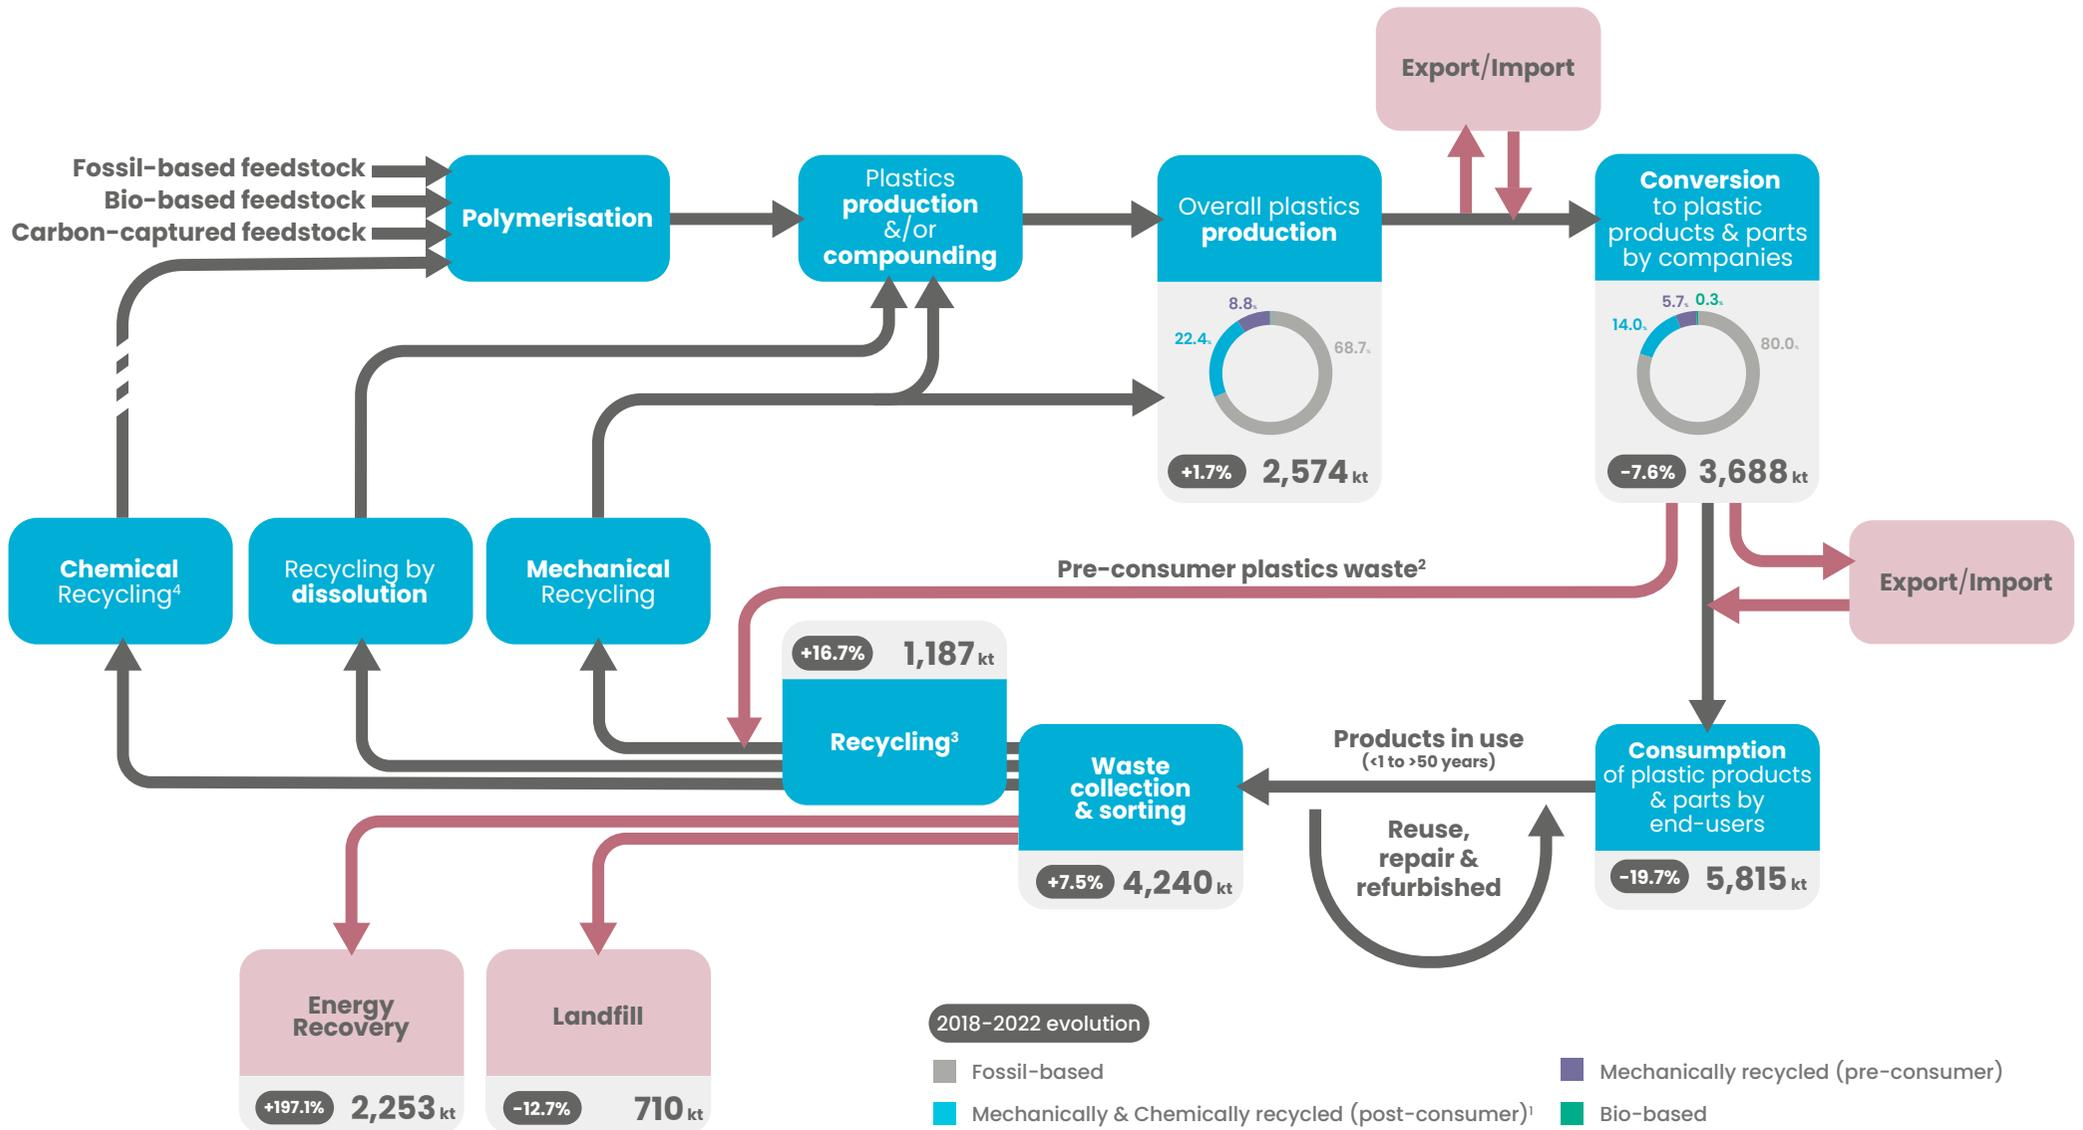 Export/Import
Fossil-based feedstock
Bio-based feedstock
Carbon-captured feedstock
Polymerisation
Plastics
production
&/or
compounding
Overall plastics
production
Conversion
to plastic
products & parts
by companies
8.8%
22.4%
68.7%
+1.7% 2,574 kt
5.7% 0.3%
14.0%
80.0%
-7.6% 3,688 kt
Chemical
Recycling⁴
Recycling by
dissolution
Mechanical
Recycling
Pre-consumer plastics waste²
Export/Import
+16.7% 1,187 kt
Recycling³
Waste
collection
& sorting
+7.5% 4,240 kt
Products in use
(<1 to >50 years)
Reuse,
repair &
refurbished
Consumption
of plastic products
& parts by
end-users
-19.7% 5,815 kt
Energy
Recovery
+197.1% 2,253 kt
Landfill
-12.7% 710 kt
2018-2022 evolution
Fossil-based
Mechanically & Chemically recycled (post-consumer)¹
Mechanically recycled (pre-consumer)
Bio-based